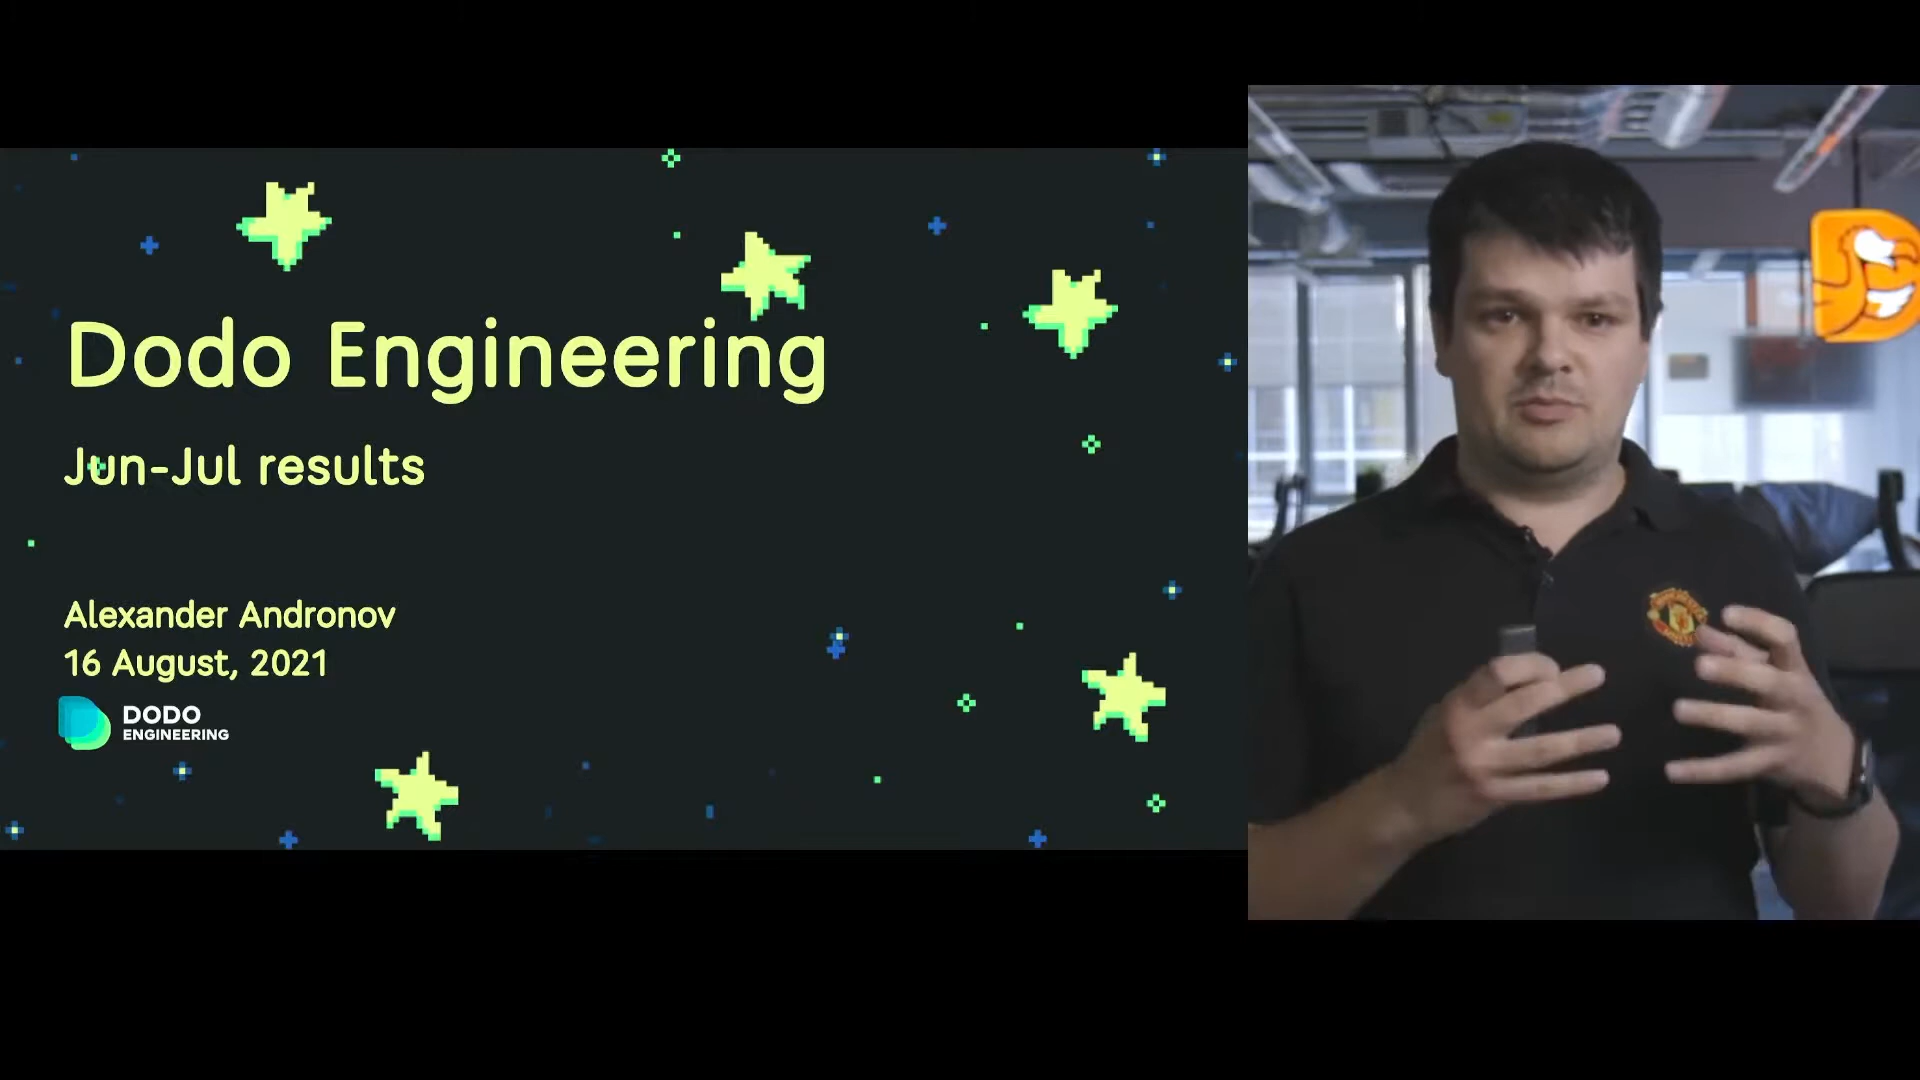 Dodo Engineering
Jun-Jul results
Alexander Andronov
16 August, 2021
DODO
ENGINEERING